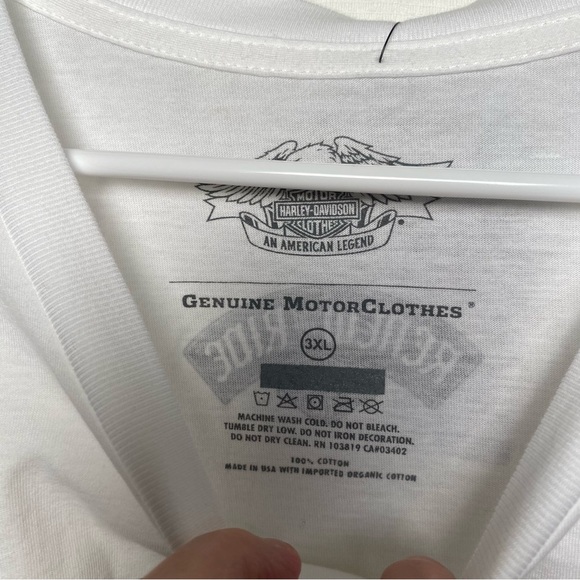 MOTOR
HARLEY-DAVIDSON
CLOTHES
AN AMERICAN LEGEND
GENUINE MOTORCLOTHES®
RIDE
3XL
MACHINE WASH COLD. DO NOT BLEACH.
TUMBLE DRY LOW. DO NOT IRON DECORATION.
DO NOT DRY CLEAN. RN 103819 CA#03402
100% COTTON
MADE IN USA WITH IMPORTED ORGANIC COTTON